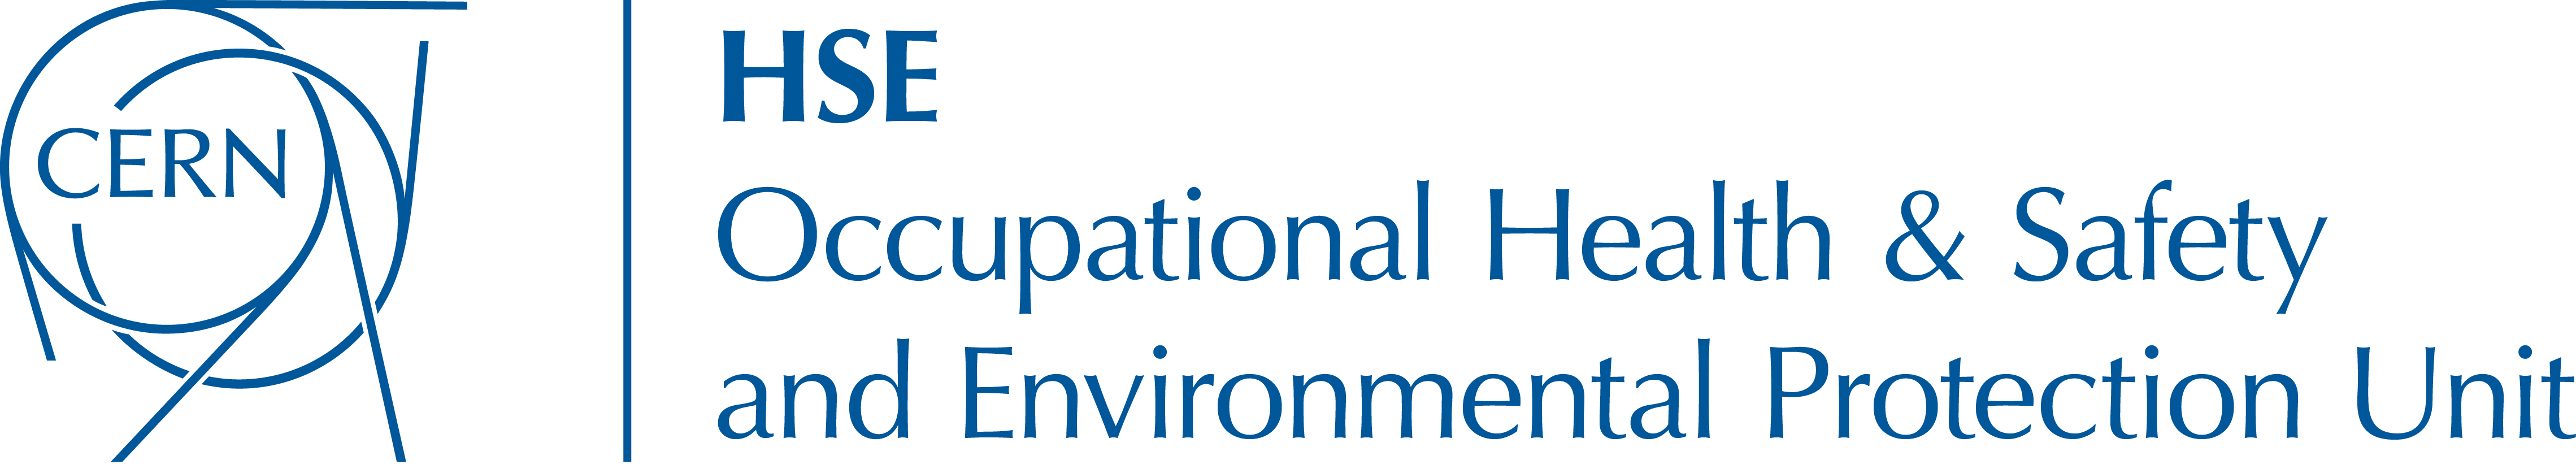 CERN
HSE
Occupational Health & Safety
and Environmental Protection Unit